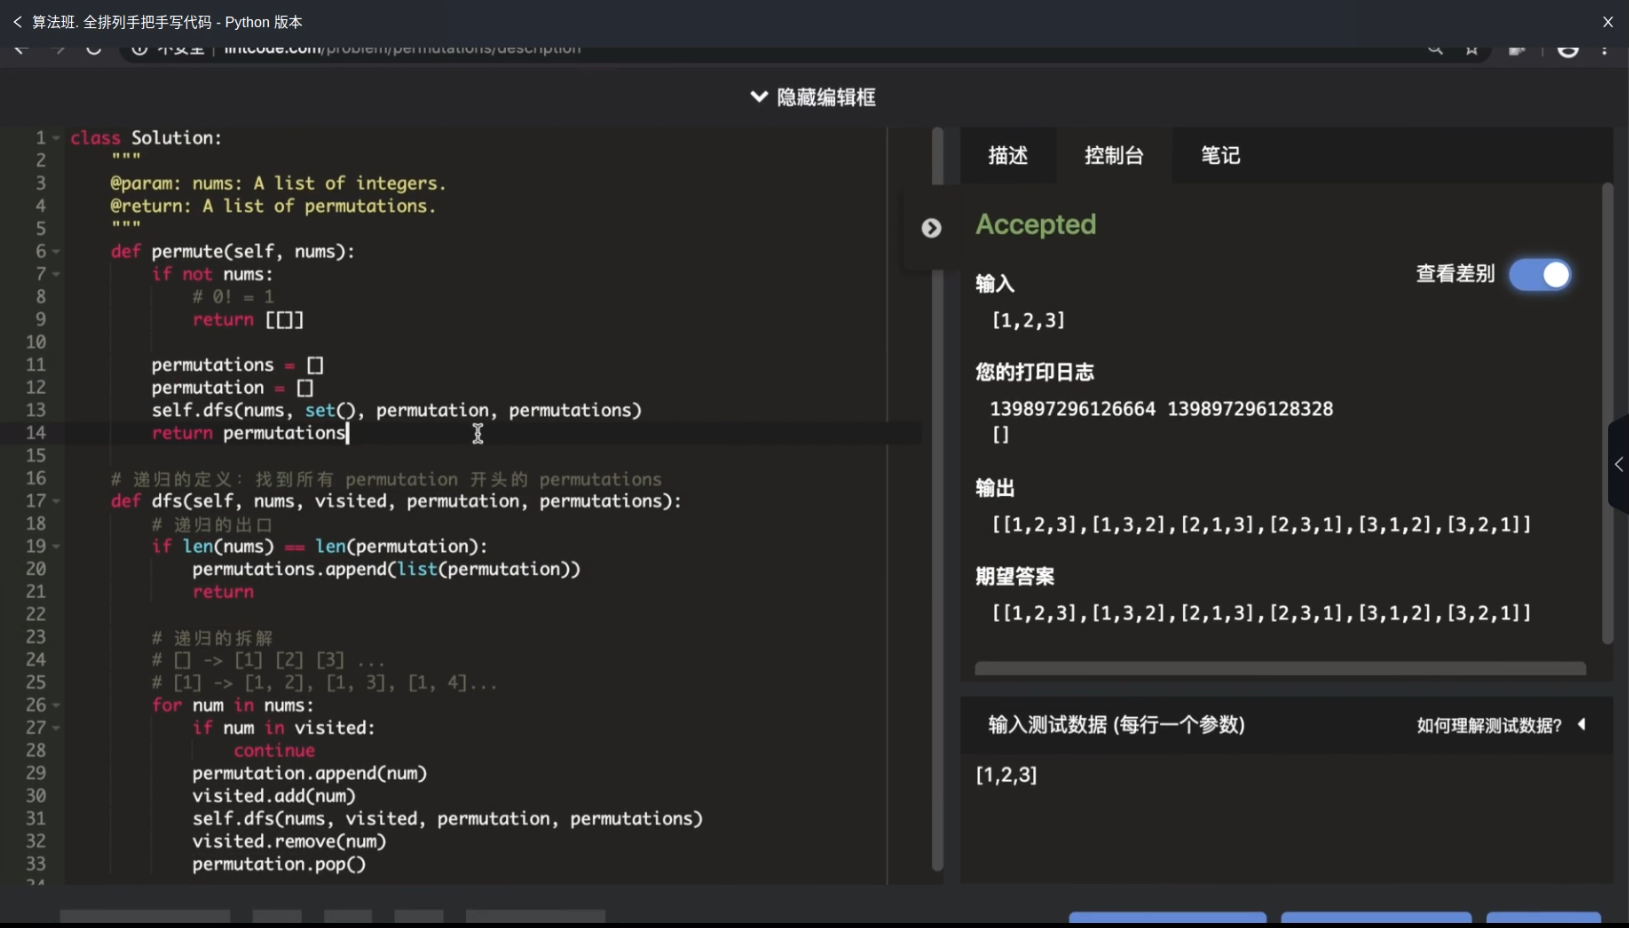 算法班. 全排列手把手写代码 - Python 版本
不安全 | lintcode.com/problem/permutations/description
隐藏编辑框
1 class Solution:
2 """
3 @param: nums: A list of integers.
4 @return: A list of permutations.
5 """
6 def permute(self, nums):
7 if not nums:
8 # 0! = 1
9 return [[]]
10
11 permutations = []
12 permutation = []
13 self.dfs(nums, set(), permutation, permutations)
14 return permutations
15
16 # 递归的定义：找到所有 permutation 开头的 permutations
17 def dfs(self, nums, visited, permutation, permutations):
18 # 递归的出口
19 if len(nums) == len(permutation):
20 permutations.append(list(permutation))
21 return
22
23 # 递归的拆解
24 # [] -> [1] [2] [3] ...
25 # [1] -> [1, 2], [1, 3], [1, 4]...
26 for num in nums:
27 if num in visited:
28 continue
29 permutation.append(num)
30 visited.add(num)
31 self.dfs(nums, visited, permutation, permutations)
32 visited.remove(num)
33 permutation.pop()
34
描述 控制台 笔记
Accepted
查看差别
输入
[1,2,3]
您的打印日志
139897296126664 139897296128328
[]
输出
[[1,2,3],[1,3,2],[2,1,3],[2,3,1],[3,1,2],[3,2,1]]
期望答案
[[1,2,3],[1,3,2],[2,1,3],[2,3,1],[3,1,2],[3,2,1]]
输入测试数据 (每行一个参数) 如何理解测试数据?
[1,2,3]